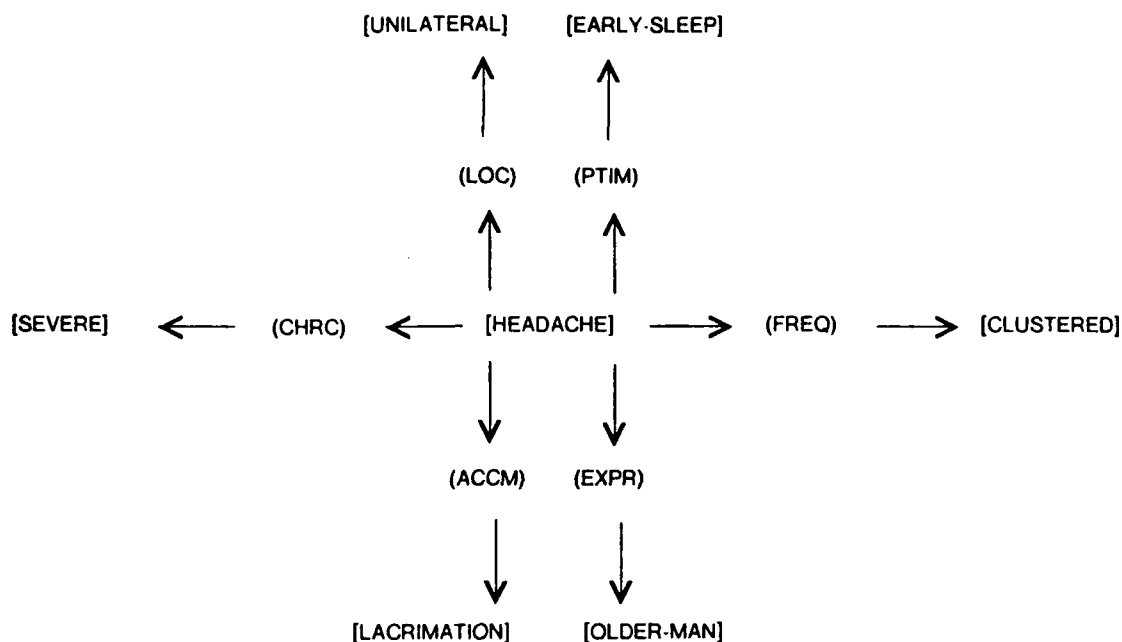 [UNILATERAL] [EARLY-SLEEP]
(LOC) (PTIM)
[SEVERE] (CHRC) [HEADACHE] (FREQ) [CLUSTERED]
(ACCM) (EXPR)
[LACRIMATION] [OLDER-MAN]